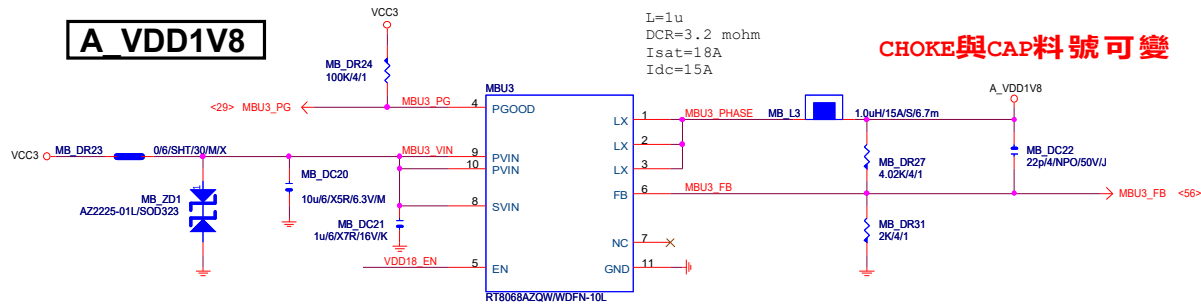 A_VDD1V8
VCC3
L=1u
DCR=3.2 mohm
Isat=18A
Idc=15A
CHOKE與CAP料號可變
MB_DR24
100K/4/1
MBU3
A_VDD1V8
<29> MBU3_PG
MBU3_PG
4
PGOOD
LX
1
MBU3_PHASE
MB_L3
1.0uH/15A/S/6.7m
LX
2
LX
3
VCC3
MB_DR23
0/6/SHT/30/M/X
MBU3_VIN
9
PVIN
10
PVIN
MB_DC22
22p/4/NPO/50V/J
MB_DR27
4.02K/4/1
MB_ZD1
AZ2225-01L/SOD323
1
MB_DC20
10u/6/X5R/6.3V/M
8
SVIN
FB
6
MBU3_FB
MBU3_FB <56>
MB_DC21
1u/6/X7R/16V/K
MB_DR31
2K/4/1
NC
7
VDD18_EN
5
EN
GND
11
RT8068AZQW/WDFN-10L